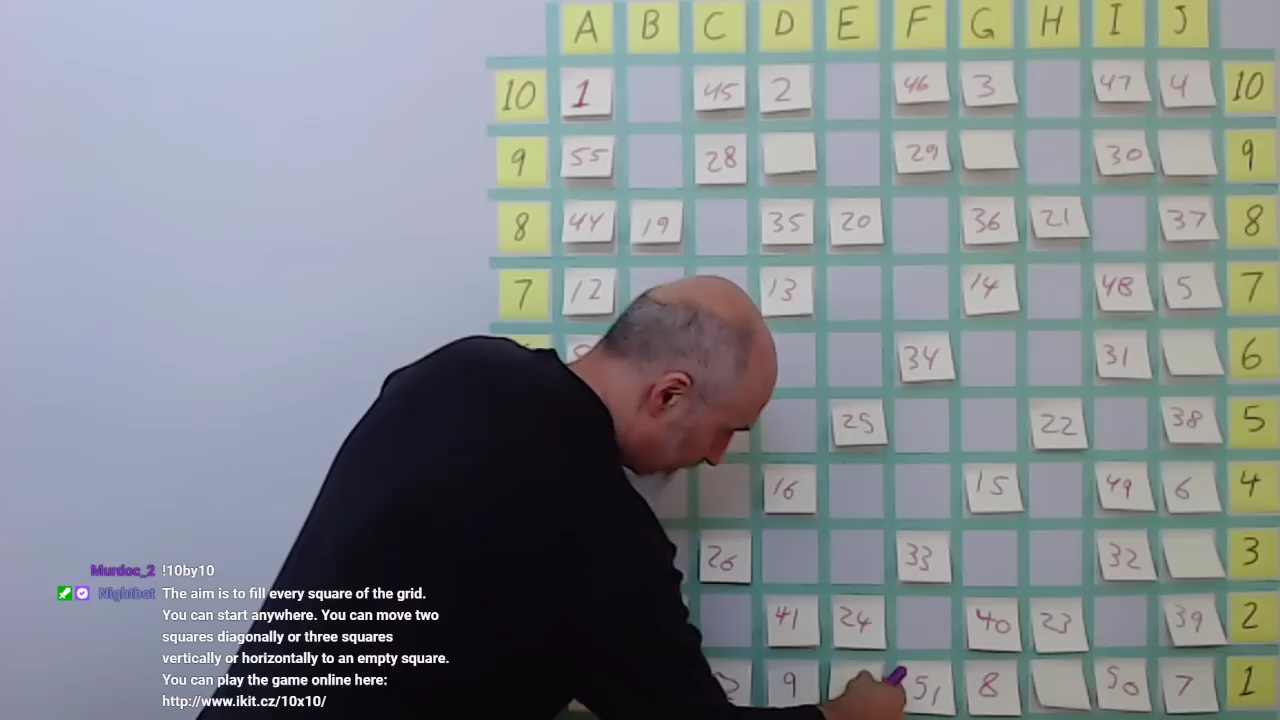 A B C D E F G H I J
10 1 45 2 46 3 47 4 10
9 55 28 29 30 9
8 44 19 35 20 36 21 37 8
7 12 13 14 48 5 7
34 31 6
25 22 38 5
16 15 49 6 4
26 33 32 3
41 24 40 23 39 2
9 51 8 50 7 1
Murdoc_2 !10by10
Nightbot The aim is to fill every square of the grid.
You can start anywhere. You can move two
squares diagonally or three squares
vertically or horizontally to an empty square.
You can play the game online here:
http://www.ikit.cz/10x10/